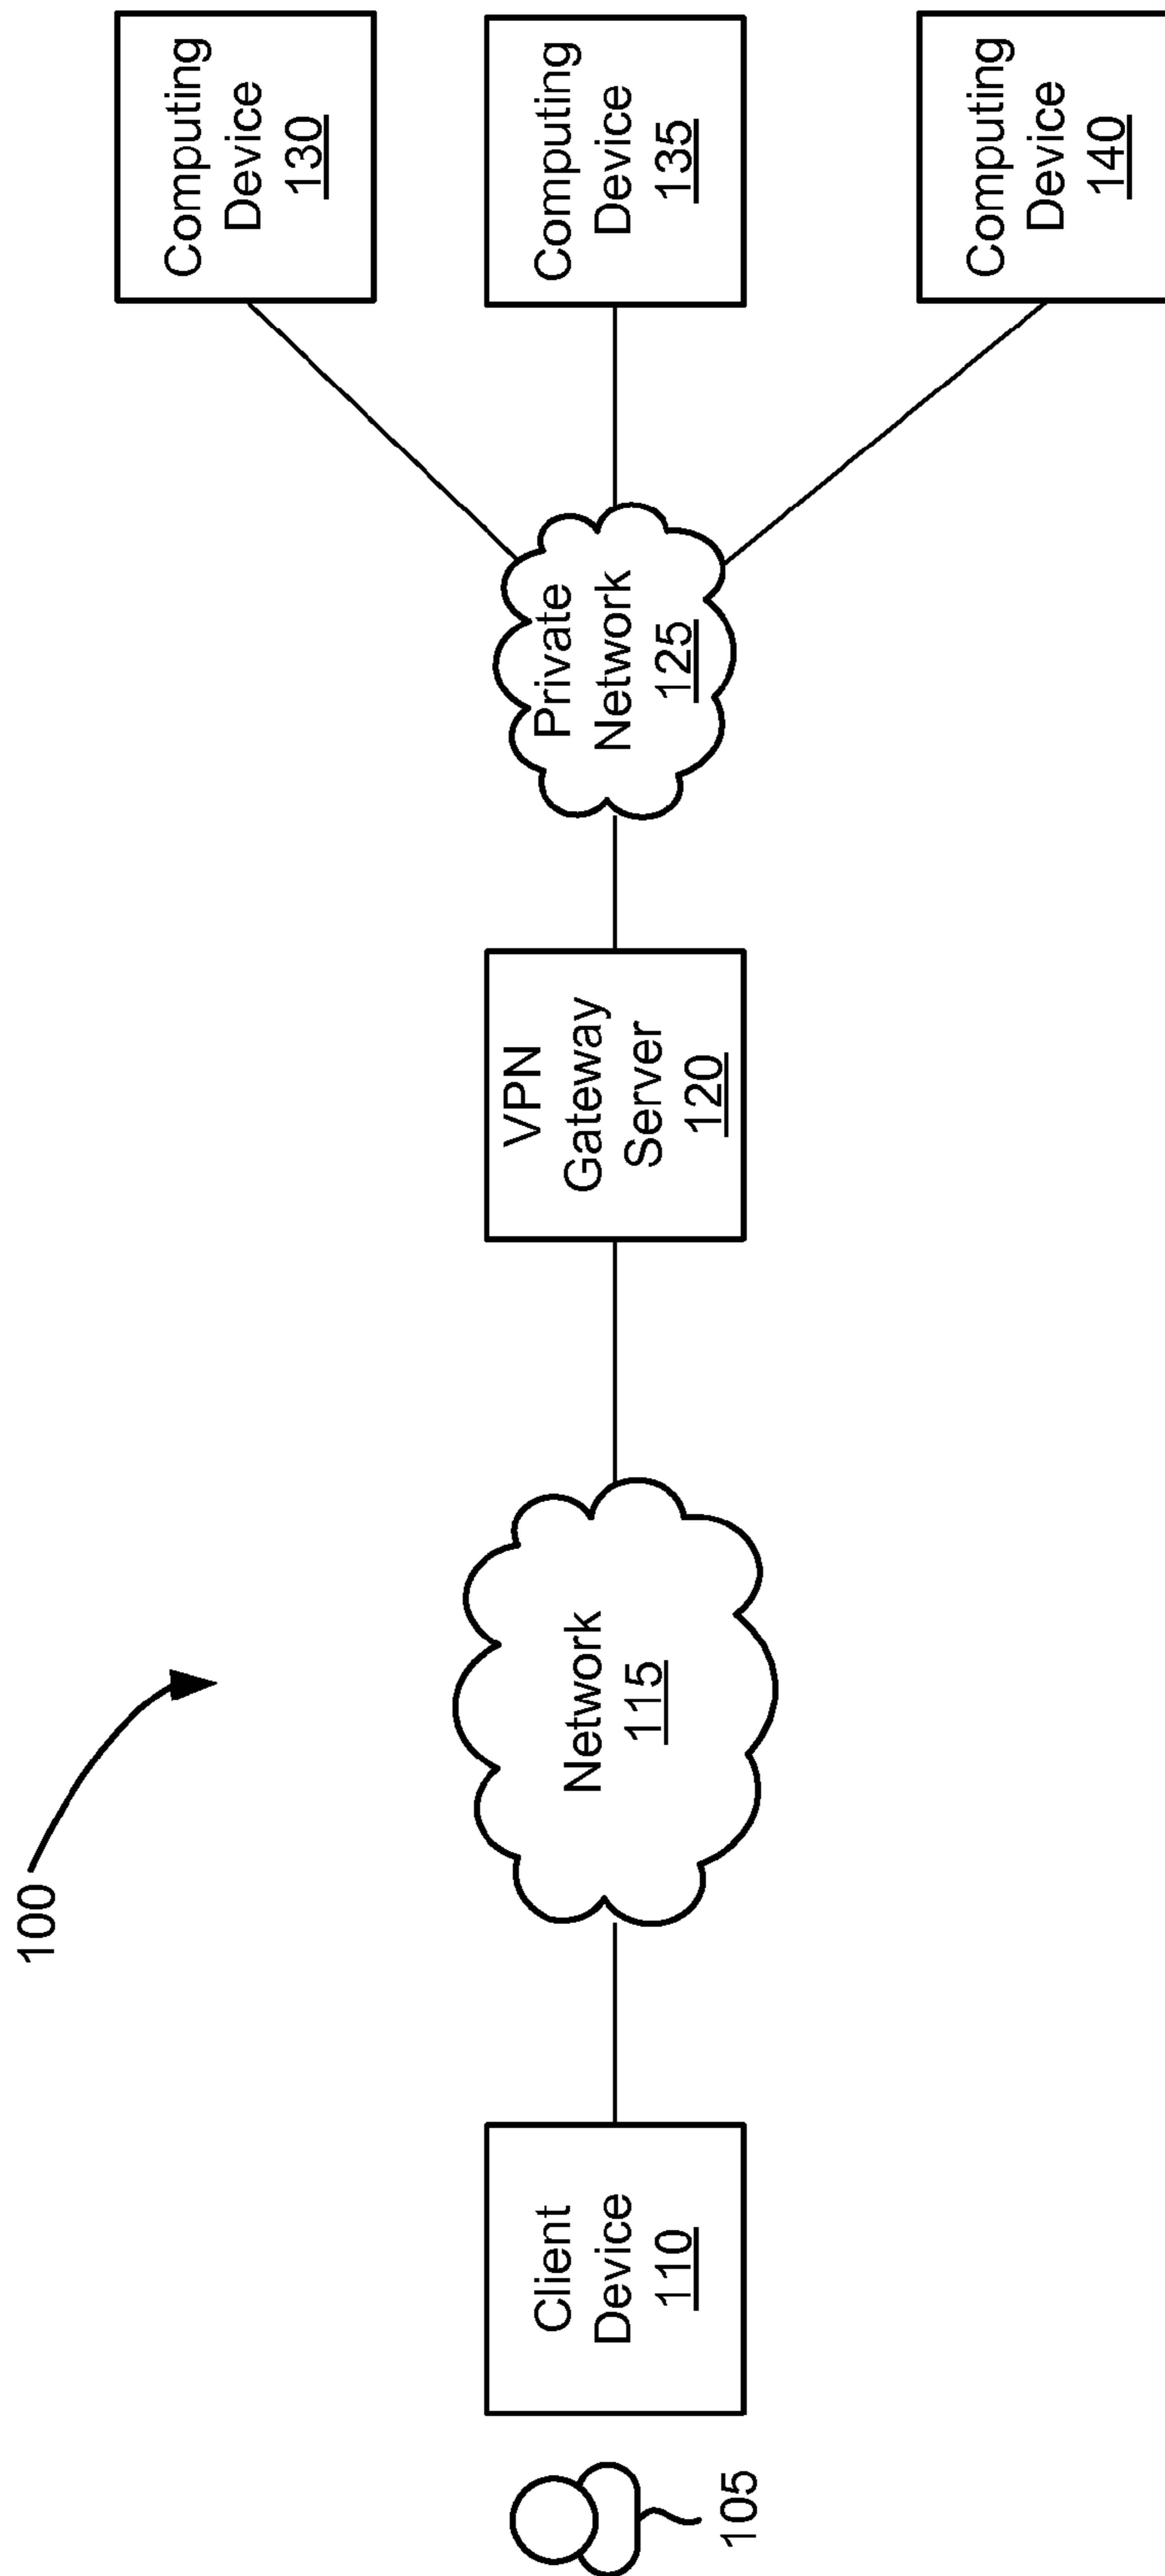 100
105
Client
Device
110
Network
115
VPN
Gateway
Server
120
Private
Network
125
Computing
Device
130
Computing
Device
135
Computing
Device
140